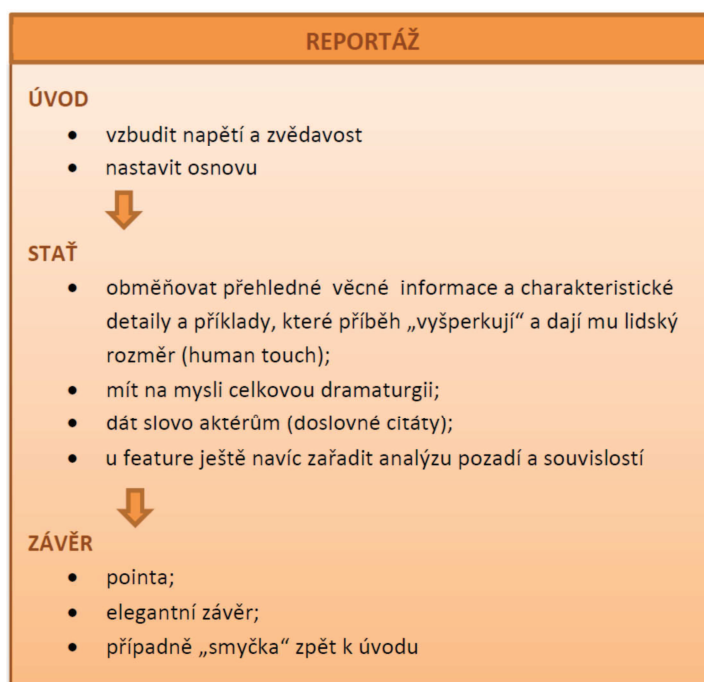 REPORTÁŽ
ÚVOD
• vzbudit napětí a zvědavost
• nastavit osnovu
STAŤ
• obměňovat přehledné věcné informace a charakteristické
detaily a příklady, které příběh „vyšperkují“ a dají mu lidský
rozměr (human touch);
• mít na mysli celkovou dramaturgii;
• dát slovo aktérům (doslovné citáty);
• u feature ještě navíc zařadit analýzu pozadí a souvislostí
ZÁVĚR
• pointa;
• elegantní závěr;
• případně „smyčka“ zpět k úvodu